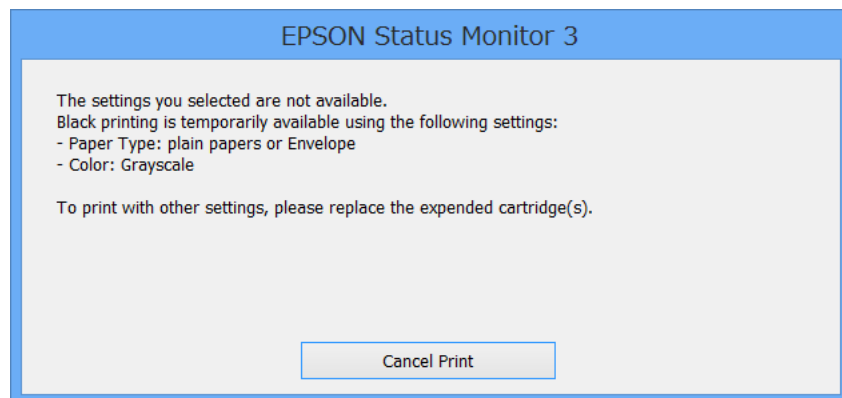 EPSON Status Monitor 3
The settings you selected are not available.
Black printing is temporarily available using the following settings:
- Paper Type: plain papers or Envelope
- Color: Grayscale
To print with other settings, please replace the expended cartridge(s).
Cancel Print